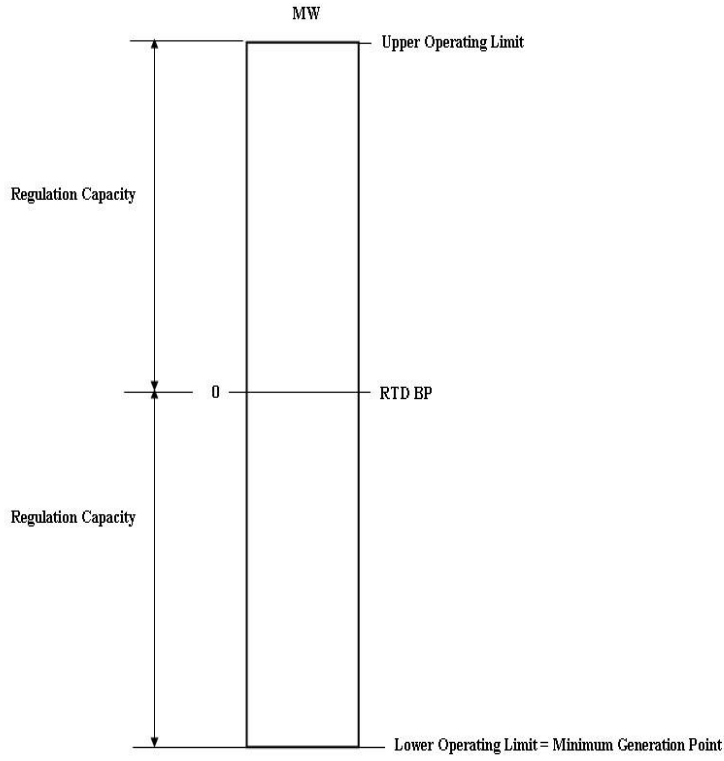 MW
Upper Operating Limit
Regulation Capacity
0
RTD BP
Regulation Capacity
Lower Operating Limit = Minimum Generation Point